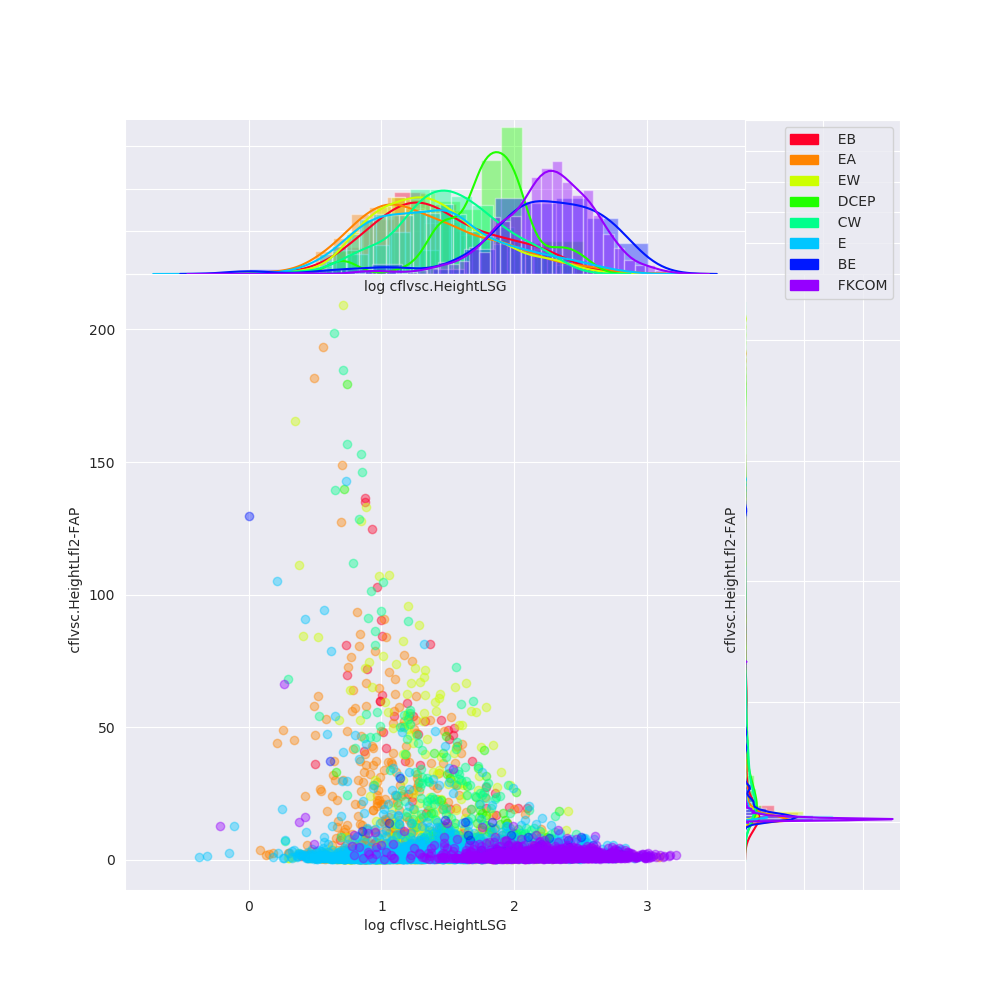 EB
EA
EW
DCEP
CW
E
BE
FKCOM
log cflvsc.HeightLSG
200
150
100
50
0
cflvsc.HeightLfl2-FAP
cflvsc.HeightLfl2-FAP
0 1 2 3
log cflvsc.HeightLSG